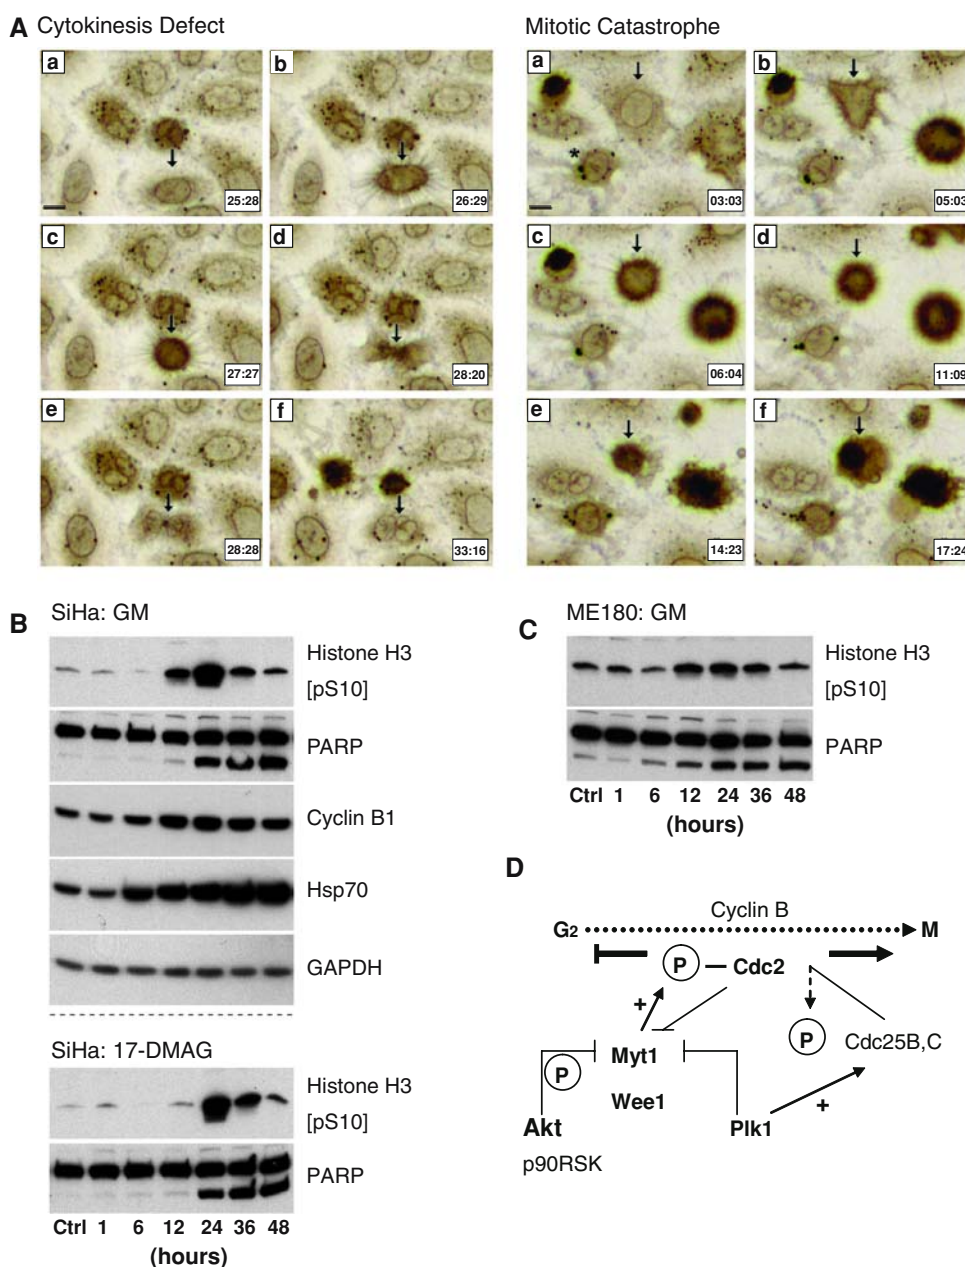 A Cytokinesis Defect
Mitotic Catastrophe
a
25:28
b
26:29
c
27:27
d
28:20
e
28:28
f
33:16
a
*
03:03
b
05:03
c
06:04
d
11:09
e
14:23
f
17:24
B
SiHa: GM
Histone H3
[pS10]
PARP
Cyclin B1
Hsp70
GAPDH
SiHa: 17-DMAG
Histone H3
[pS10]
PARP
Ctrl 1 6 12 24 36 48
(hours)
C
ME180: GM
Histone H3
[pS10]
PARP
Ctrl 1 6 12 24 36 48
(hours)
D
Cyclin B
G2 M
P Cdc2
+
P
Cdc25B,C
P
Myt1
Wee1
+
Akt
Plk1
p90RSK